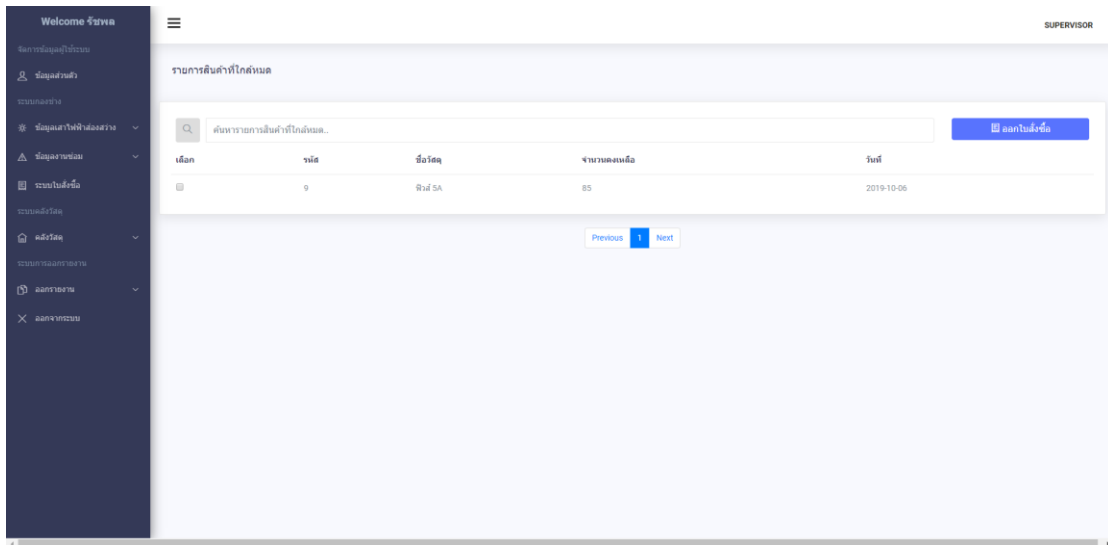 Welcome รัชพล
จัดการข้อมูลผู้ใช้ระบบ
ข้อมูลส่วนตัว
ระบบกองช่าง
ข้อมูลเสาไฟฟ้าส่องสว่าง
ข้อมูลงานซ่อม
ระบบใบสั่งซื้อ
ระบบคลังวัสดุ
คลังวัสดุ
ระบบการออกรายงาน
ออกรายงาน
ออกจากระบบ
SUPERVISOR
รายการสินค้าที่ใกล้หมด
ค้นหารายการสินค้าที่ใกล้หมด..
ออกใบสั่งซื้อ
เลือก รหัส ชื่อวัสดุ จำนวนคงเหลือ วันที่
9 ฟิวส์ 5A 85 2019-10-06
Previous 1 Next